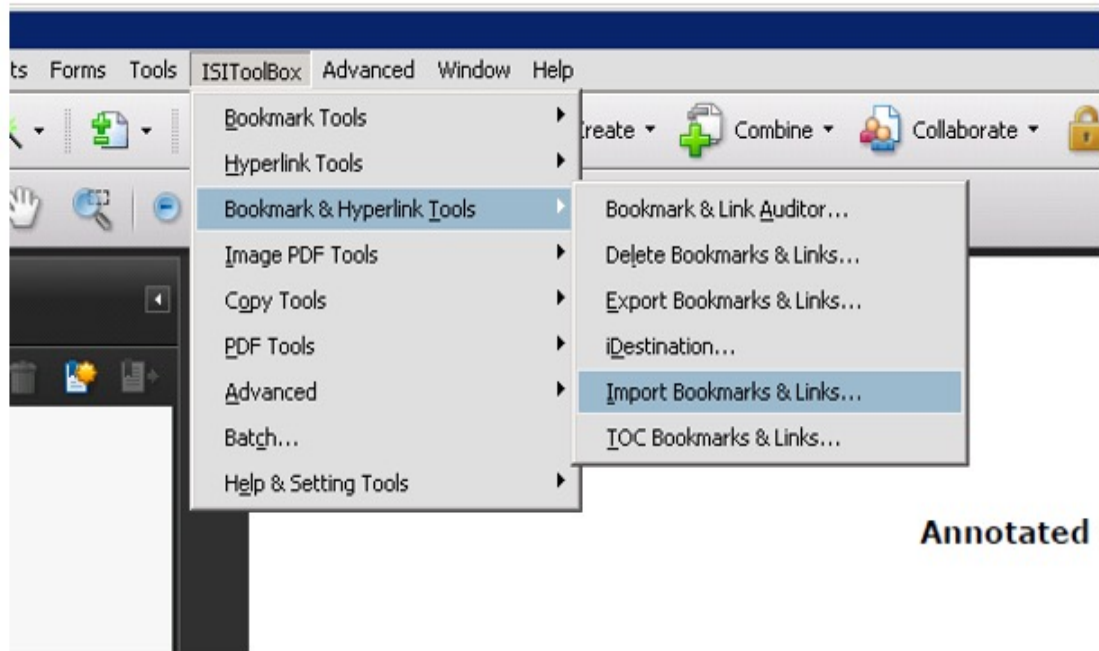 ts Forms Tools ISIToolBox Advanced Window Help
Create Combine Collaborate
Bookmark Tools
Hyperlink Tools
Bookmark & Hyperlink Tools
Image PDF Tools
Copy Tools
PDF Tools
Advanced
Batch...
Help & Setting Tools
Bookmark & Link Auditor...
Delete Bookmarks & Links...
Export Bookmarks & Links...
iDestination...
Import Bookmarks & Links...
TOC Bookmarks & Links...
Annotated